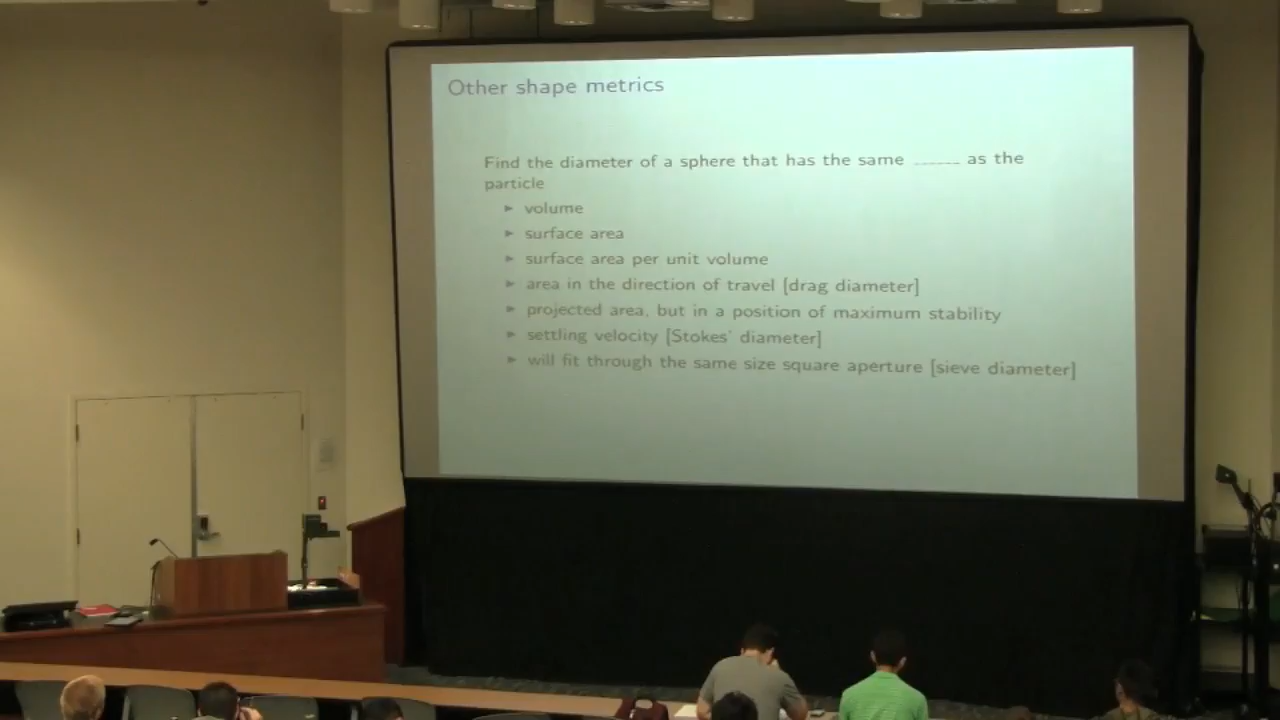 Other shape metrics
Find the diameter of a sphere that has the same ______ as the
particle
► volume
► surface area
► surface area per unit volume
► area in the direction of travel [drag diameter]
► projected area, but in a position of maximum stability
► settling velocity [Stokes' diameter]
► will fit through the same size square aperture [sieve diameter]